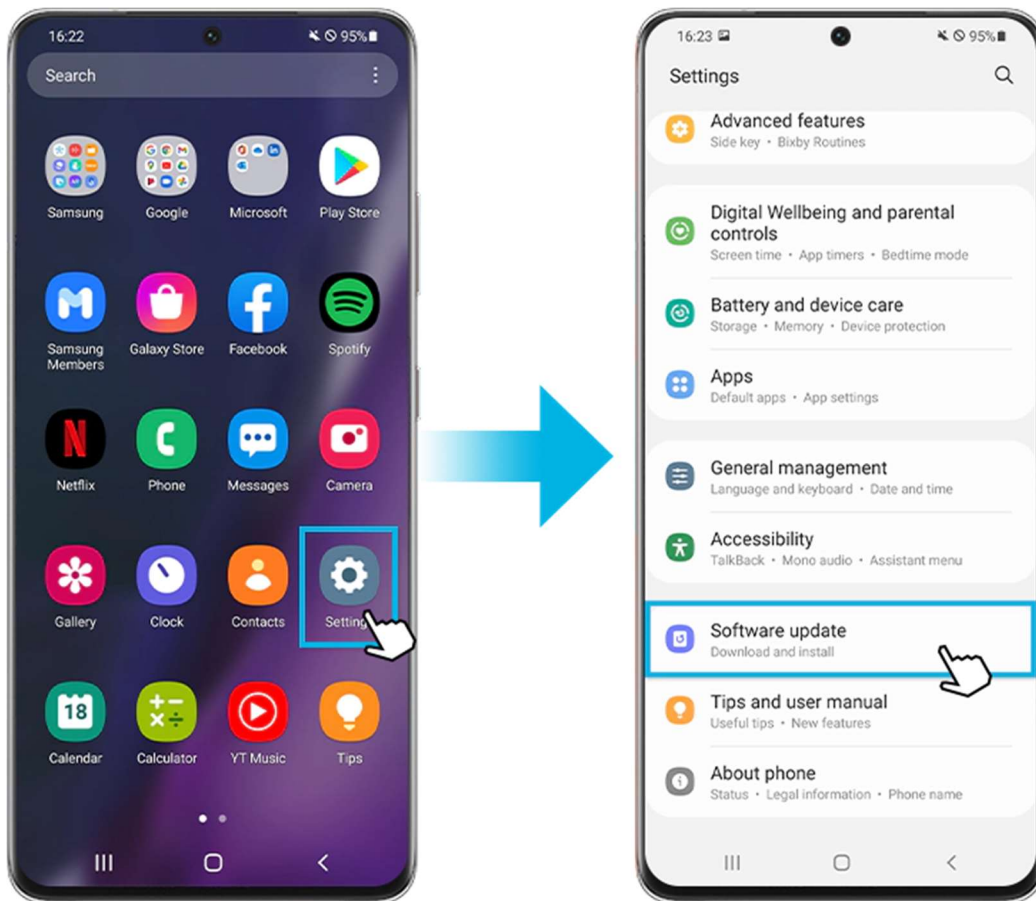 16:22
95%
Search
Samsung
Google
Microsoft
Play Store
Samsung
Members
Galaxy Store
Facebook
Spotify
Netflix
Phone
Messages
Camera
Gallery
Clock
Contacts
Setting
18
Calendar
Calculator
YT Music
Tips
16:23
95%
Settings
Advanced features
Side key • Bixby Routines
Digital Wellbeing and parental
controls
Screen time • App timers • Bedtime mode
Battery and device care
Storage • Memory • Device protection
Apps
Default apps • App settings
General management
Language and keyboard • Date and time
Accessibility
TalkBack • Mono audio • Assistant menu
Software update
Download and install
Tips and user manual
Useful tips • New features
About phone
Status • Legal information • Phone name